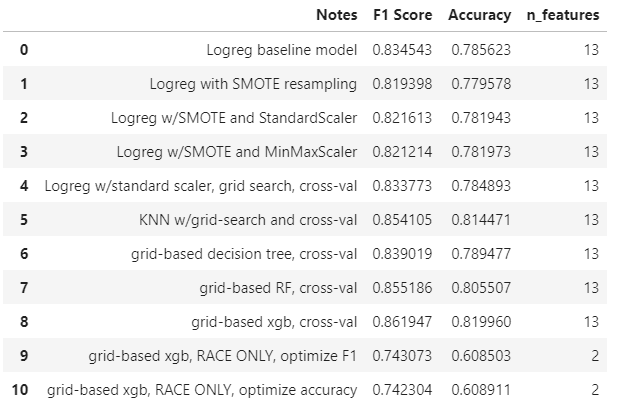 Notes F1 Score Accuracy n_features
0 Logreg baseline model 0.834543 0.785623 13
1 Logreg with SMOTE resampling 0.819398 0.779578 13
2 Logreg w/SMOTE and StandardScaler 0.821613 0.781943 13
3 Logreg w/SMOTE and MinMaxScaler 0.821214 0.781973 13
4 Logreg w/standard scaler, grid search, cross-val 0.833773 0.784893 13
5 KNN w/grid-search and cross-val 0.854105 0.814471 13
6 grid-based decision tree, cross-val 0.839019 0.789477 13
7 grid-based RF, cross-val 0.855186 0.805507 13
8 grid-based xgb, cross-val 0.861947 0.819960 13
9 grid-based xgb, RACE ONLY, optimize F1 0.743073 0.608503 2
10 grid-based xgb, RACE ONLY, optimize accuracy 0.742304 0.608911 2